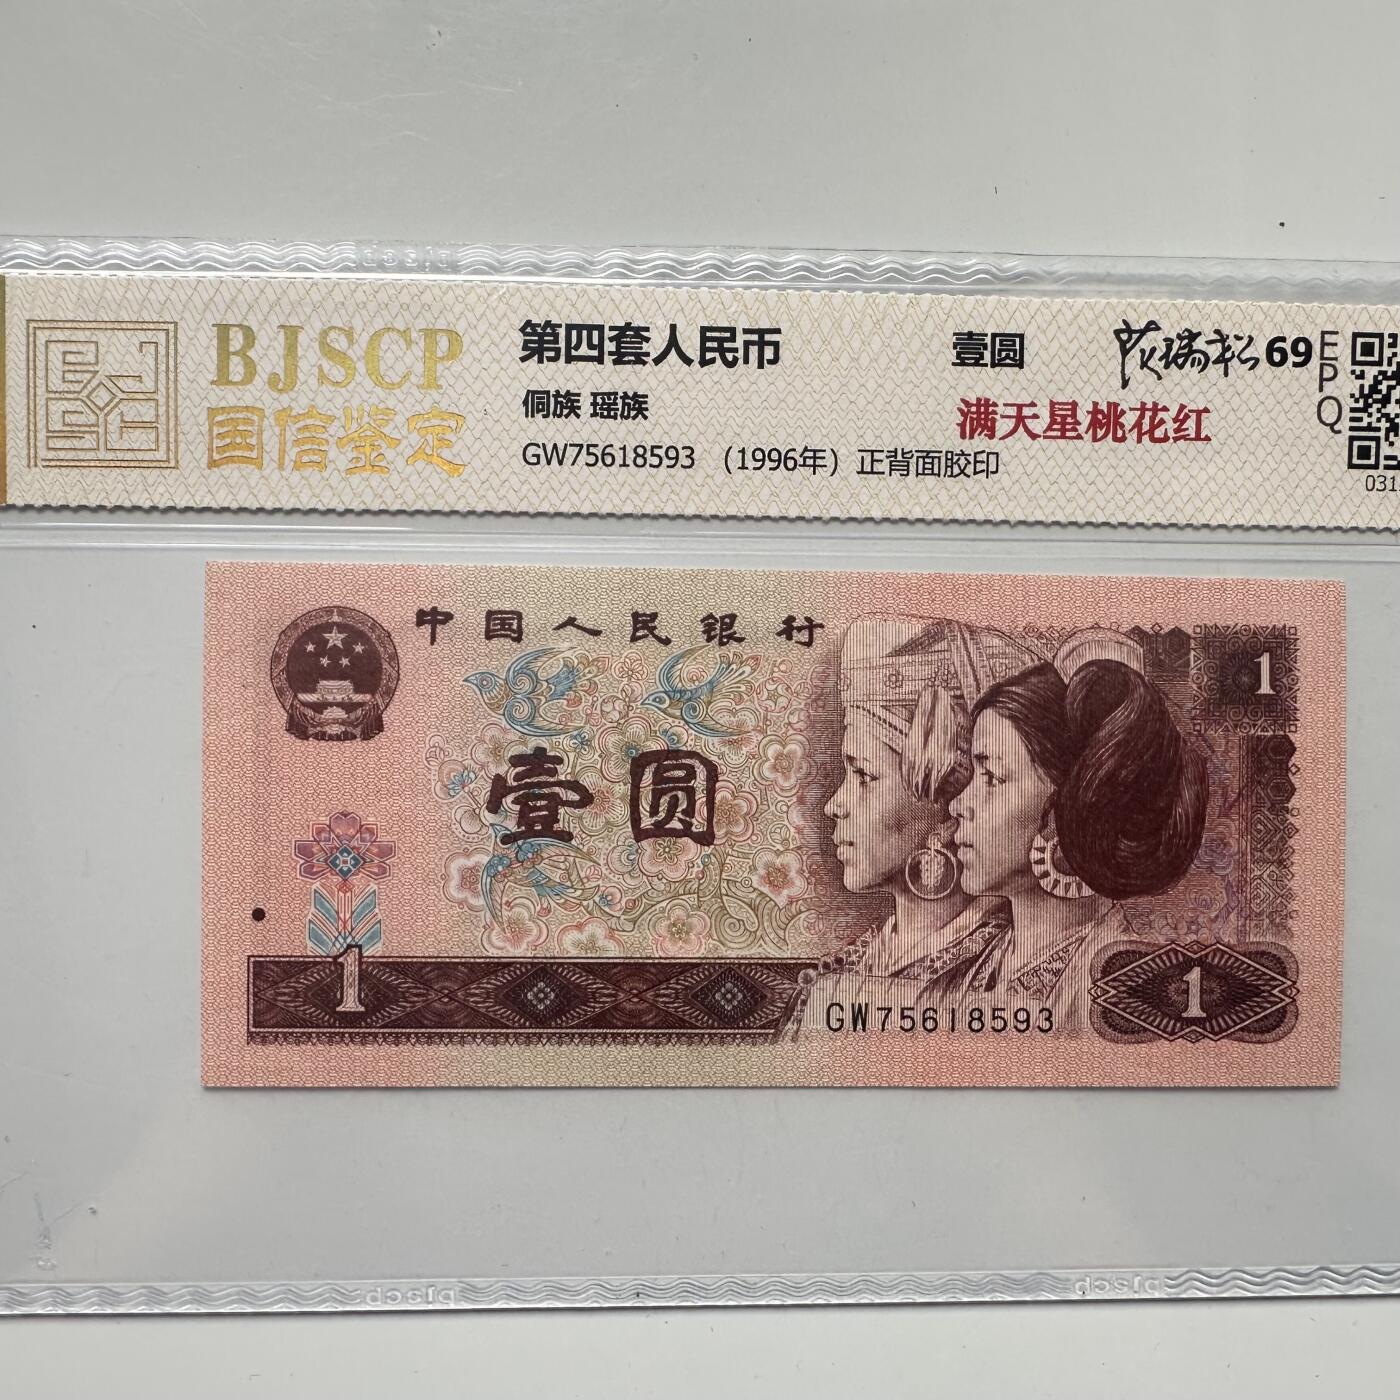 BJSCP
国信鉴定
第四套人民币 壹圆 69 EPQ
侗族 瑶族
满天星桃花红
GW75618593 (1996年) 正背面胶印
031
中国人民银行
1
壹圆
1
1
GW75618593